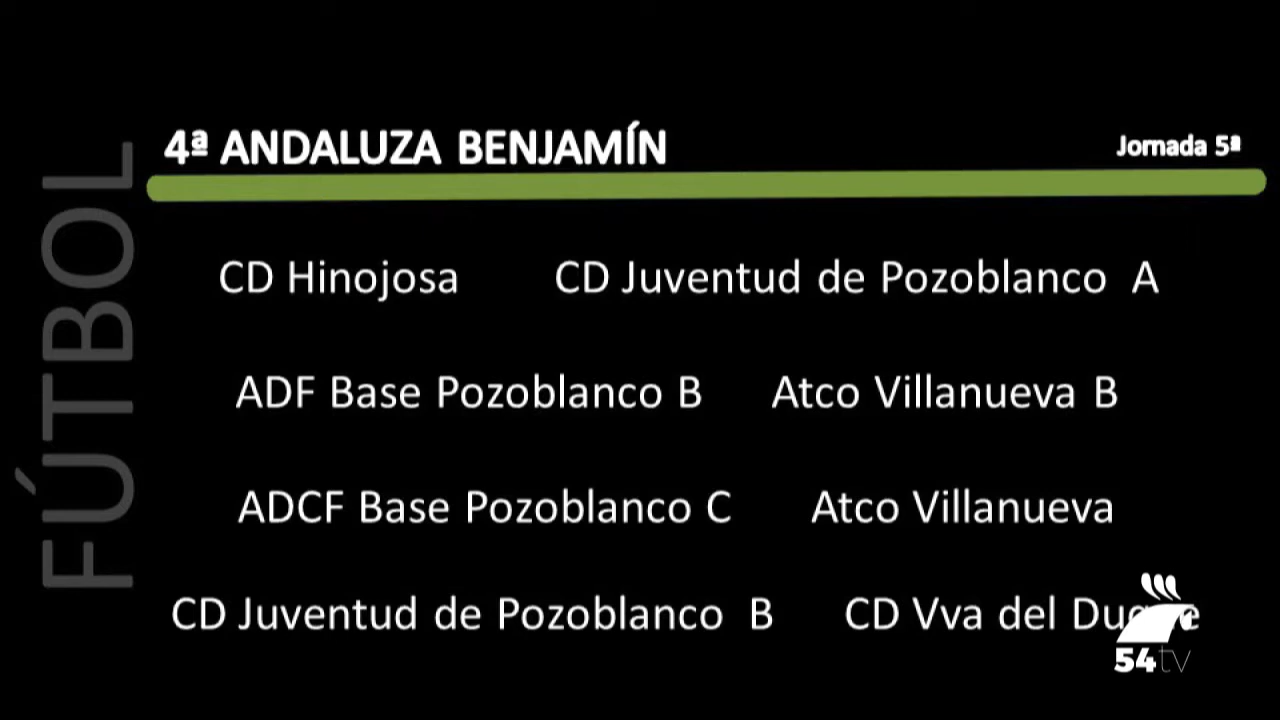 FÚTBOL
4ª ANDALUZA BENJAMÍN Jornada 5ª
CD Hinojosa CD Juventud de Pozoblanco A
ADF Base Pozoblanco B Atco Villanueva B
ADCF Base Pozoblanco C Atco Villanueva
CD Juventud de Pozoblanco B CD Vva del Duque
54tv